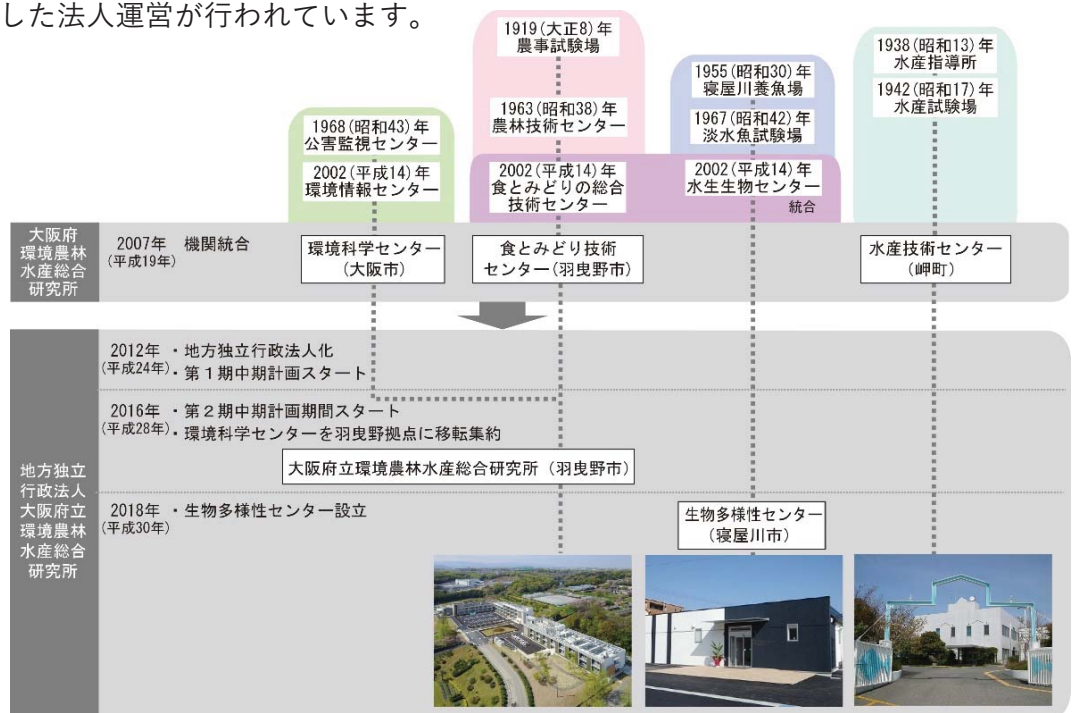 した法人運営が行われています。
1919(大正8)年
農事試験場
1963(昭和38)年
農林技術センター
2002(平成14)年
食とみどりの総合
技術センター
1955(昭和30)年
寝屋川養魚場
1967(昭和42)年
淡水魚試験場
2002(平成14)年
水生生物センター
統合
1938(昭和13)年
水産指導所
1942(昭和17)年
水産試験場
1968(昭和43)年
公害監視センター
2002(平成14)年
環境情報センター
大阪府
環境農林
水産総合
研究所
2007年 機関統合
(平成19年)
環境科学センター
(大阪市)
食とみどり技術
センター(羽曳野市)
水産技術センター
(岬町)
地方独立
行政法人
大阪府立
環境農林
水産総合
研究所
2012年 ・地方独立行政法人化
(平成24年)・第1期中期計画スタート
2016年 ・第2期中期計画期間スタート
(平成28年)・環境科学センターを羽曳野拠点に移転集約
大阪府立環境農林水産総合研究所(羽曳野市)
2018年 ・生物多様性センター設立
(平成30年)
生物多様性センター
(寝屋川市)